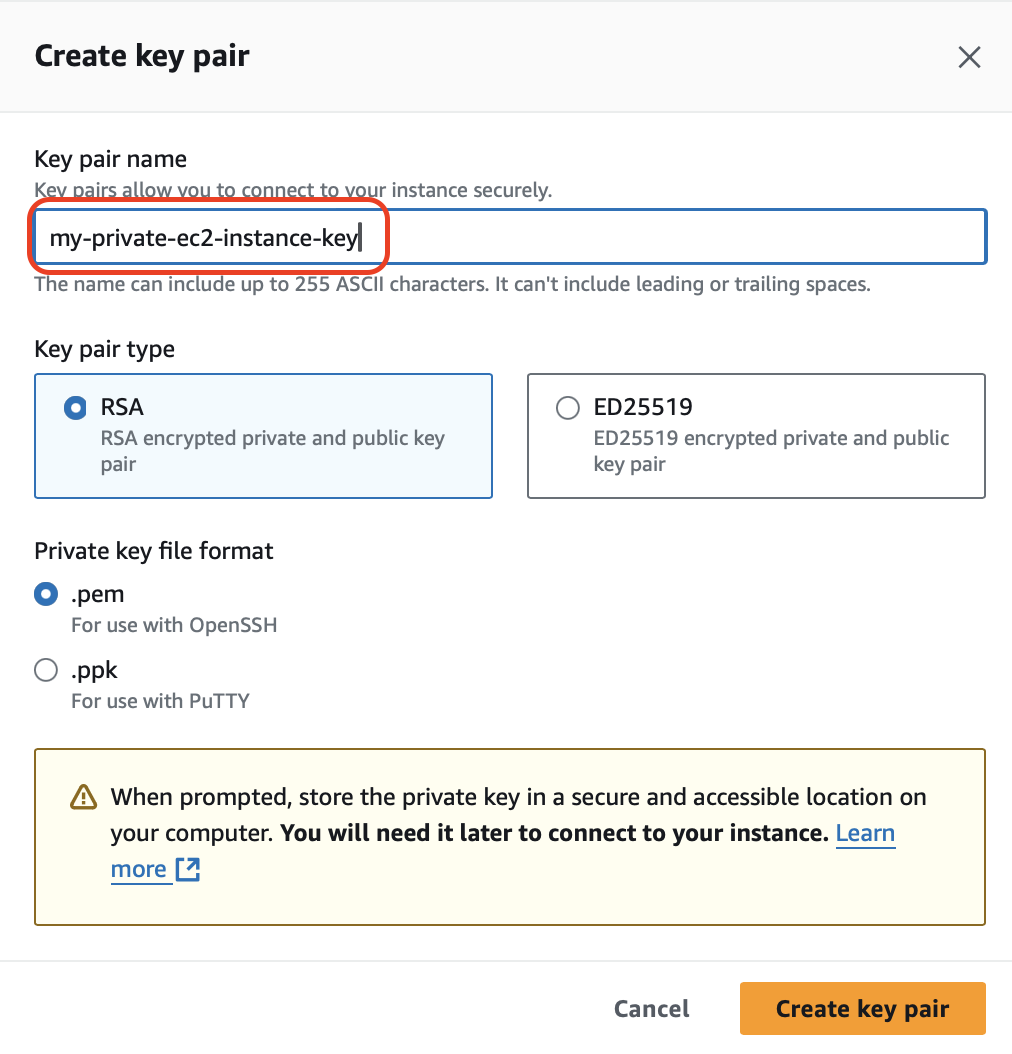 Create key pair
Key pair name
Key pairs allow you to connect to your instance securely.
my-private-ec2-instance-key
The name can include up to 255 ASCII characters. It can't include leading or trailing spaces.
Key pair type
RSA
RSA encrypted private and public key
pair
ED25519
ED25519 encrypted private and public
key pair
Private key file format
.pem
For use with OpenSSH
.ppk
For use with PuTTY
When prompted, store the private key in a secure and accessible location on
your computer. You will need it later to connect to your instance. Learn
more
Cancel
Create key pair